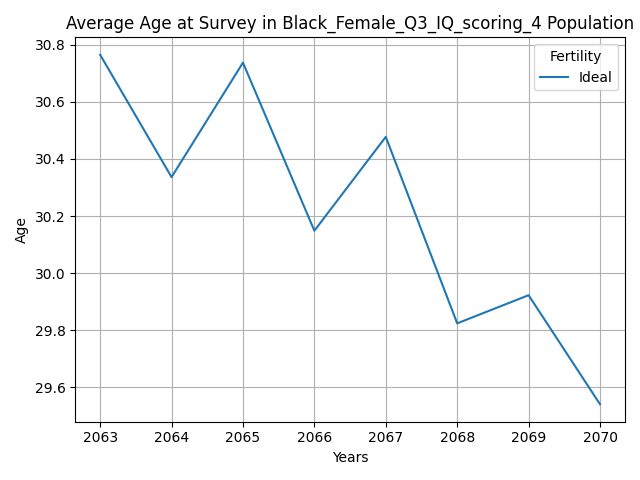 Average Age at Survey in Black_Female_Q3_IQ_scoring_4 Population
Fertility
Ideal
30.8
30.6
30.4
30.2
30.0
29.8
29.6
Age
2063 2064 2065 2066 2067 2068 2069 2070
Years